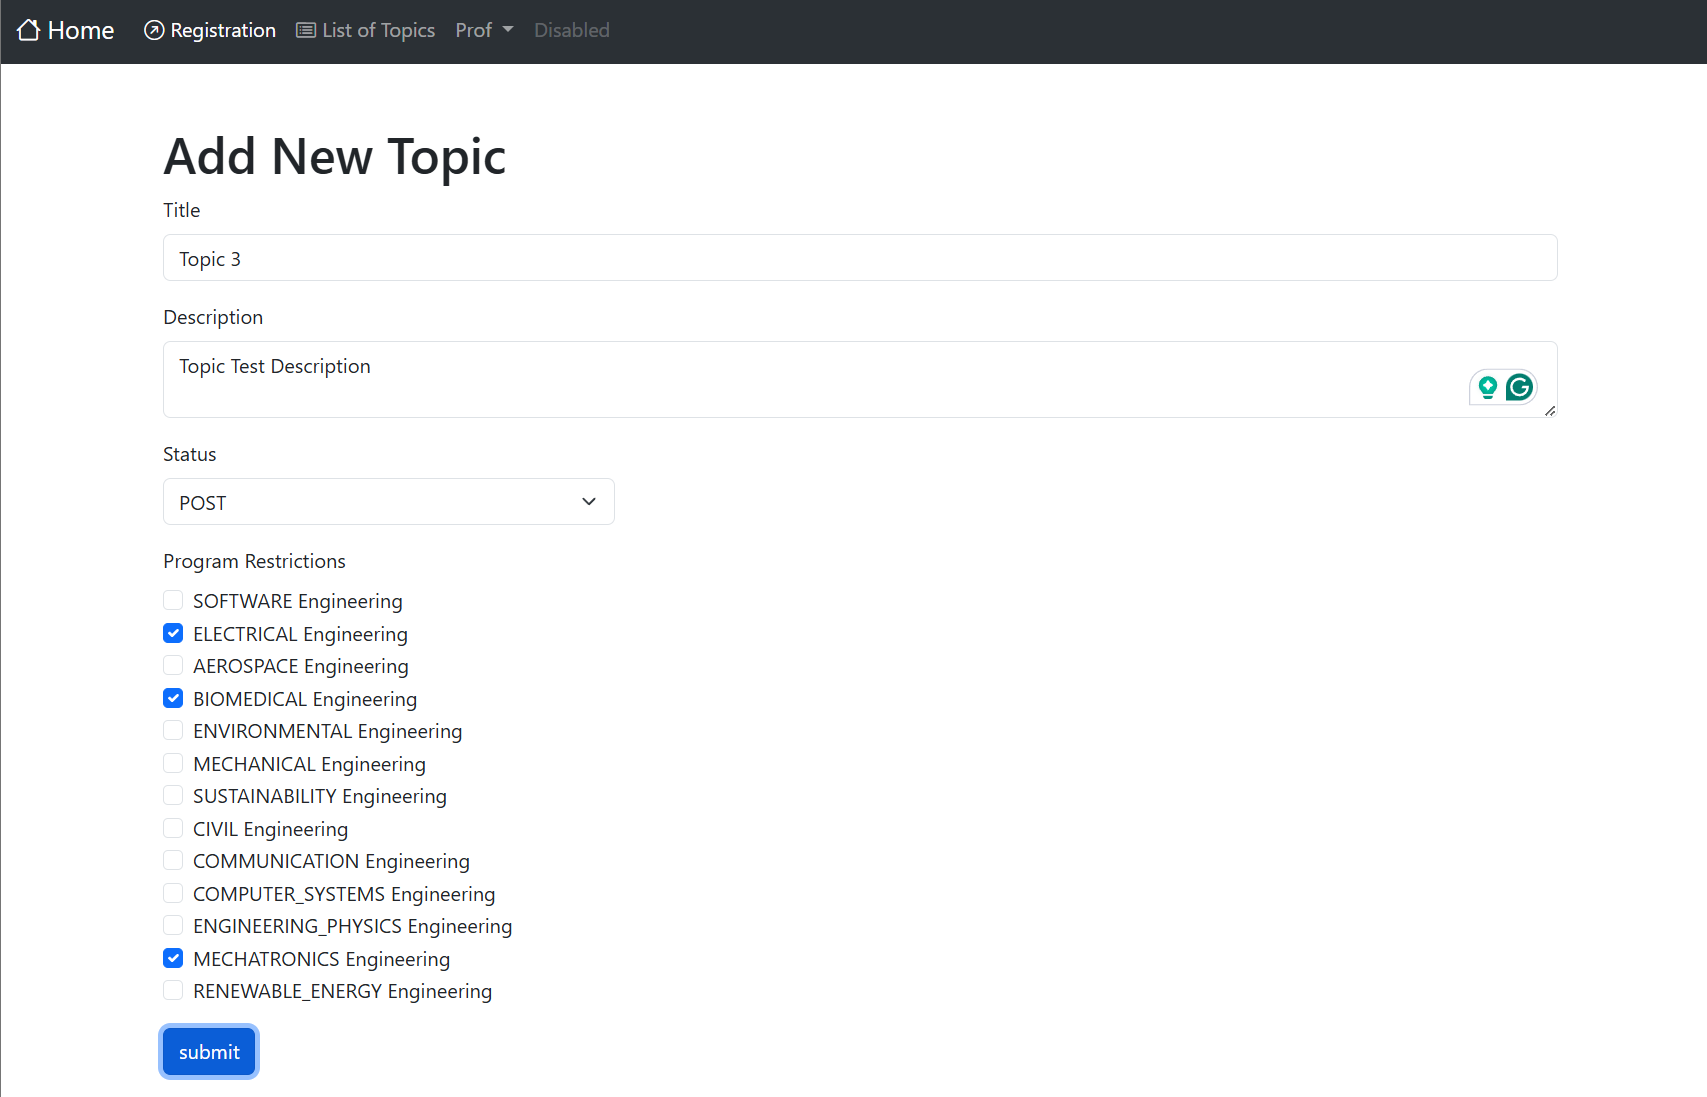 Home Registration List of Topics Prof Disabled
Add New Topic
Title
Topic 3
Description
Topic Test Description
Status
POST
Program Restrictions
SOFTWARE Engineering
ELECTRICAL Engineering
AEROSPACE Engineering
BIOMEDICAL Engineering
ENVIRONMENTAL Engineering
MECHANICAL Engineering
SUSTAINABILITY Engineering
CIVIL Engineering
COMMUNICATION Engineering
COMPUTER_SYSTEMS Engineering
ENGINEERING_PHYSICS Engineering
MECHATRONICS Engineering
RENEWABLE_ENERGY Engineering
submit